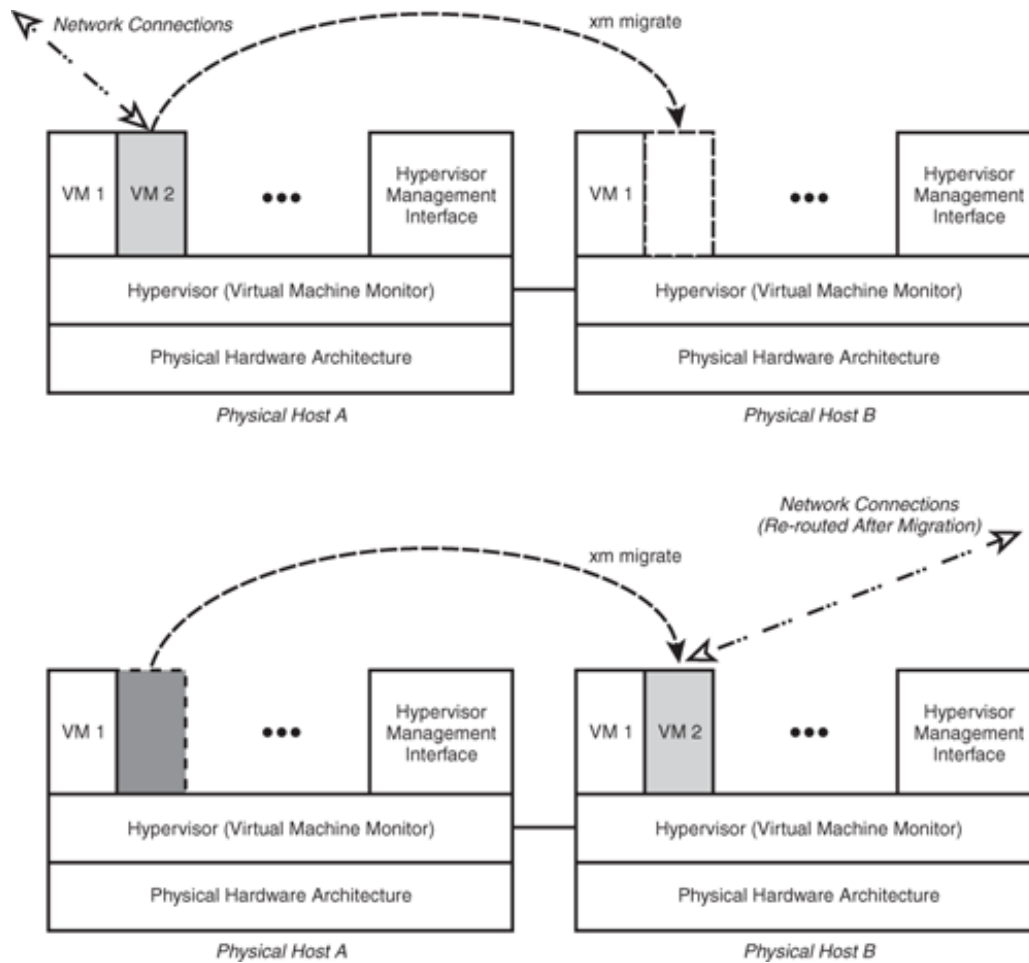 Network Connections
xm migrate
VM 1
VM 2
•••
Hypervisor
Management
Interface
VM 1
•••
Hypervisor
Management
Interface
Hypervisor (Virtual Machine Monitor)
Hypervisor (Virtual Machine Monitor)
Physical Hardware Architecture
Physical Hardware Architecture
Physical Host A
Physical Host B
Network Connections
(Re-routed After Migration)
xm migrate
VM 1
•••
Hypervisor
Management
Interface
VM 1
VM 2
•••
Hypervisor
Management
Interface
Hypervisor (Virtual Machine Monitor)
Hypervisor (Virtual Machine Monitor)
Physical Hardware Architecture
Physical Hardware Architecture
Physical Host A
Physical Host B